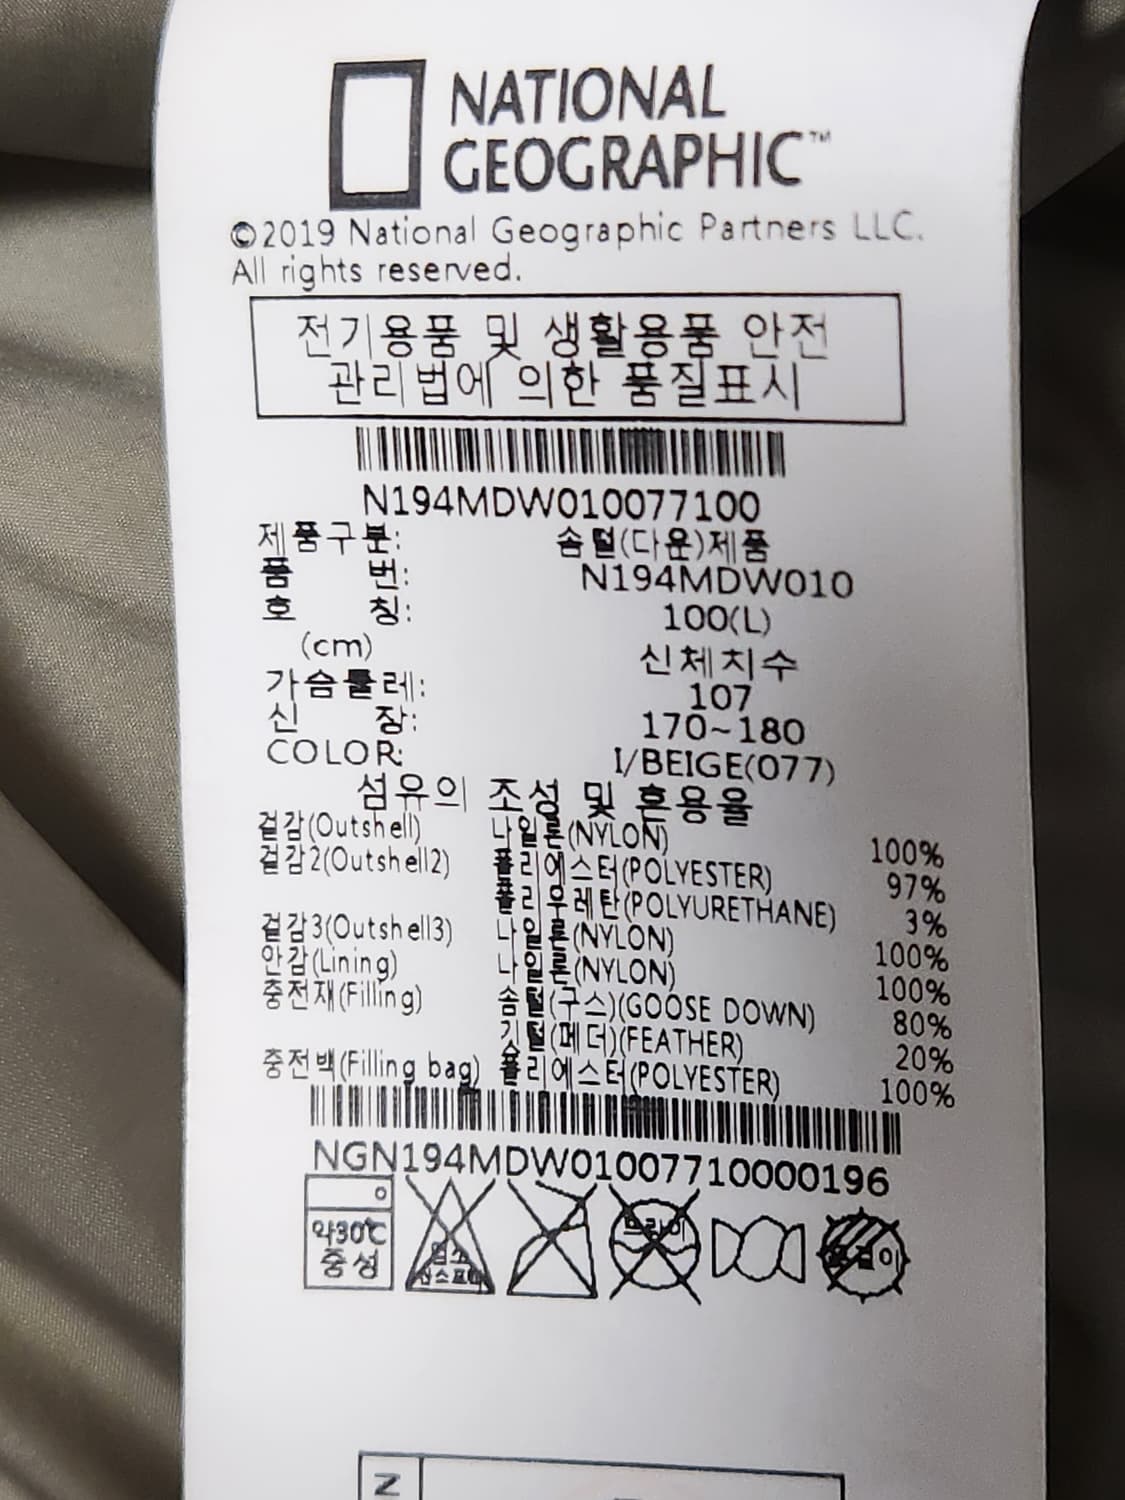 NATIONAL
GEOGRAPHIC™
©2019 National Geographic Partners LLC.
All rights reserved.
전기용품 및 생활용품 안전
관리법에 의한 품질표시
N194MDW010077100
제품구분: 솜털(다운)제품
품 번: N194MDW010
호 칭: 100(L)
(cm) 신체치수
가슴둘레: 107
신 장: 170~180
COLOR: I/BEIGE(077)
섬유의 조성 및 혼용율
겉감(Outshell) 나일론(NYLON) 100%
겉감2(Outshell2) 폴리에스터(POLYESTER) 97%
폴리우레탄(POLYURETHANE) 3%
겉감3(Outshell3) 나일론(NYLON) 100%
안감(Lining) 나일론(NYLON) 100%
충전재(Filling) 솜털(구스)(GOOSE DOWN) 80%
깃털(페더)(FEATHER) 20%
충전백(Filling bag) 폴리에스터(POLYESTER) 100%
NGN194MDW01007710000196
약30℃
중성
드라이
염소
N